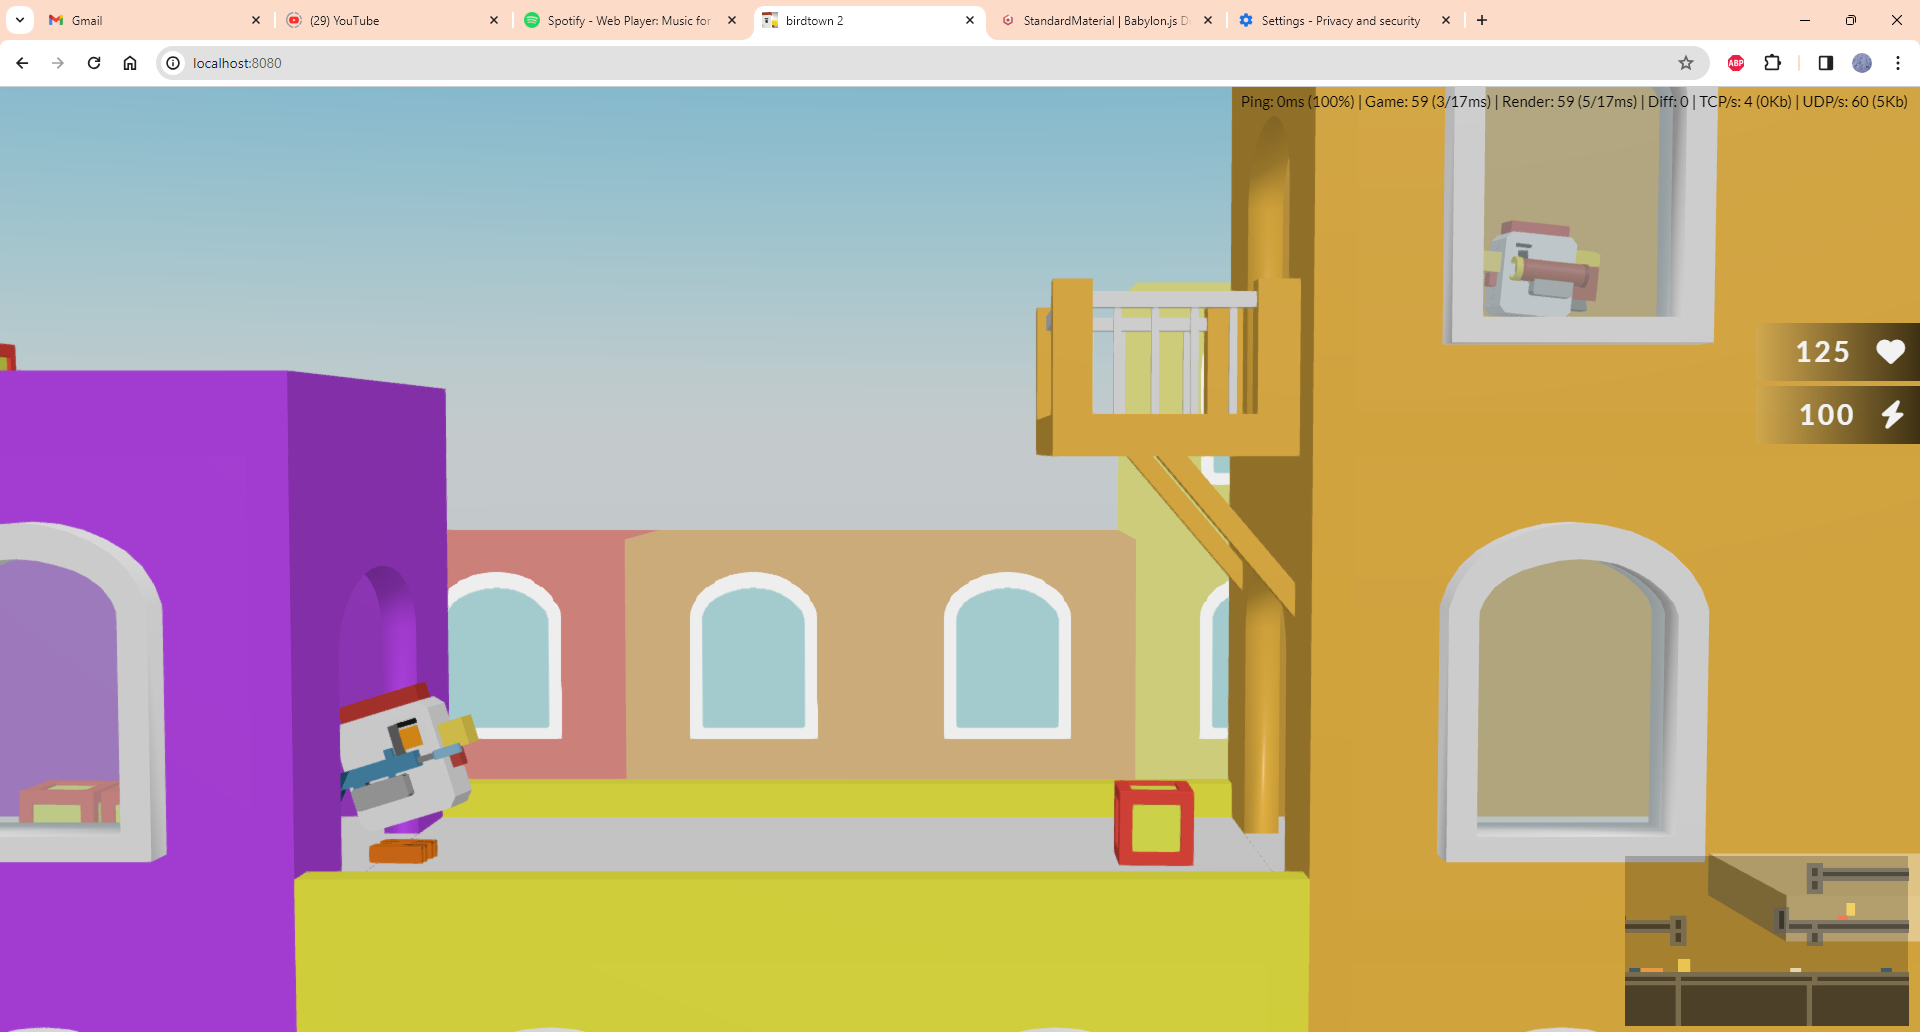 Gmail
(29) YouTube
Spotify - Web Player: Music for
birdtown 2
StandardMaterial | Babylon.js D
Settings - Privacy and security
localhost:8080
ABP
Ping: 0ms (100%) | Game: 59 (3/17ms) | Render: 59 (5/17ms) | Diff: 0 | TCP/s: 4 (0Kb) | UDP/s: 60 (5Kb)
125
100